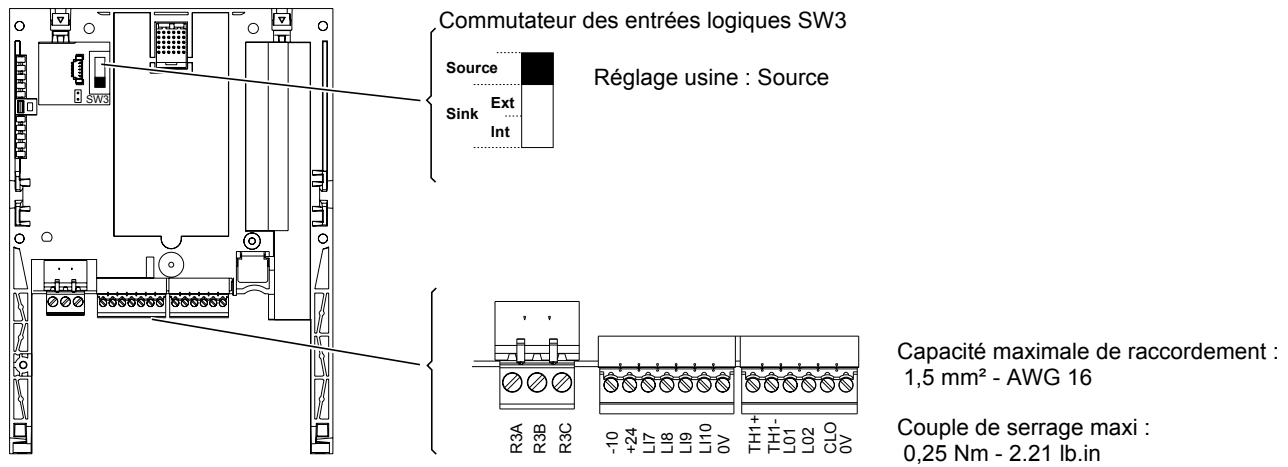 Commutateur des entrées logiques SW3
Source
Ext
Sink
Int
Réglage usine : Source
SW3
R3A
R3B
R3C
-10
+24
LI7
LI8
LI9
LI10
0V
TH1+
TH1-
L01
L02
CLO
0V
Capacité maximale de raccordement :
1,5 mm² - AWG 16
Couple de serrage maxi :
0,25 Nm - 2.21 lb.in